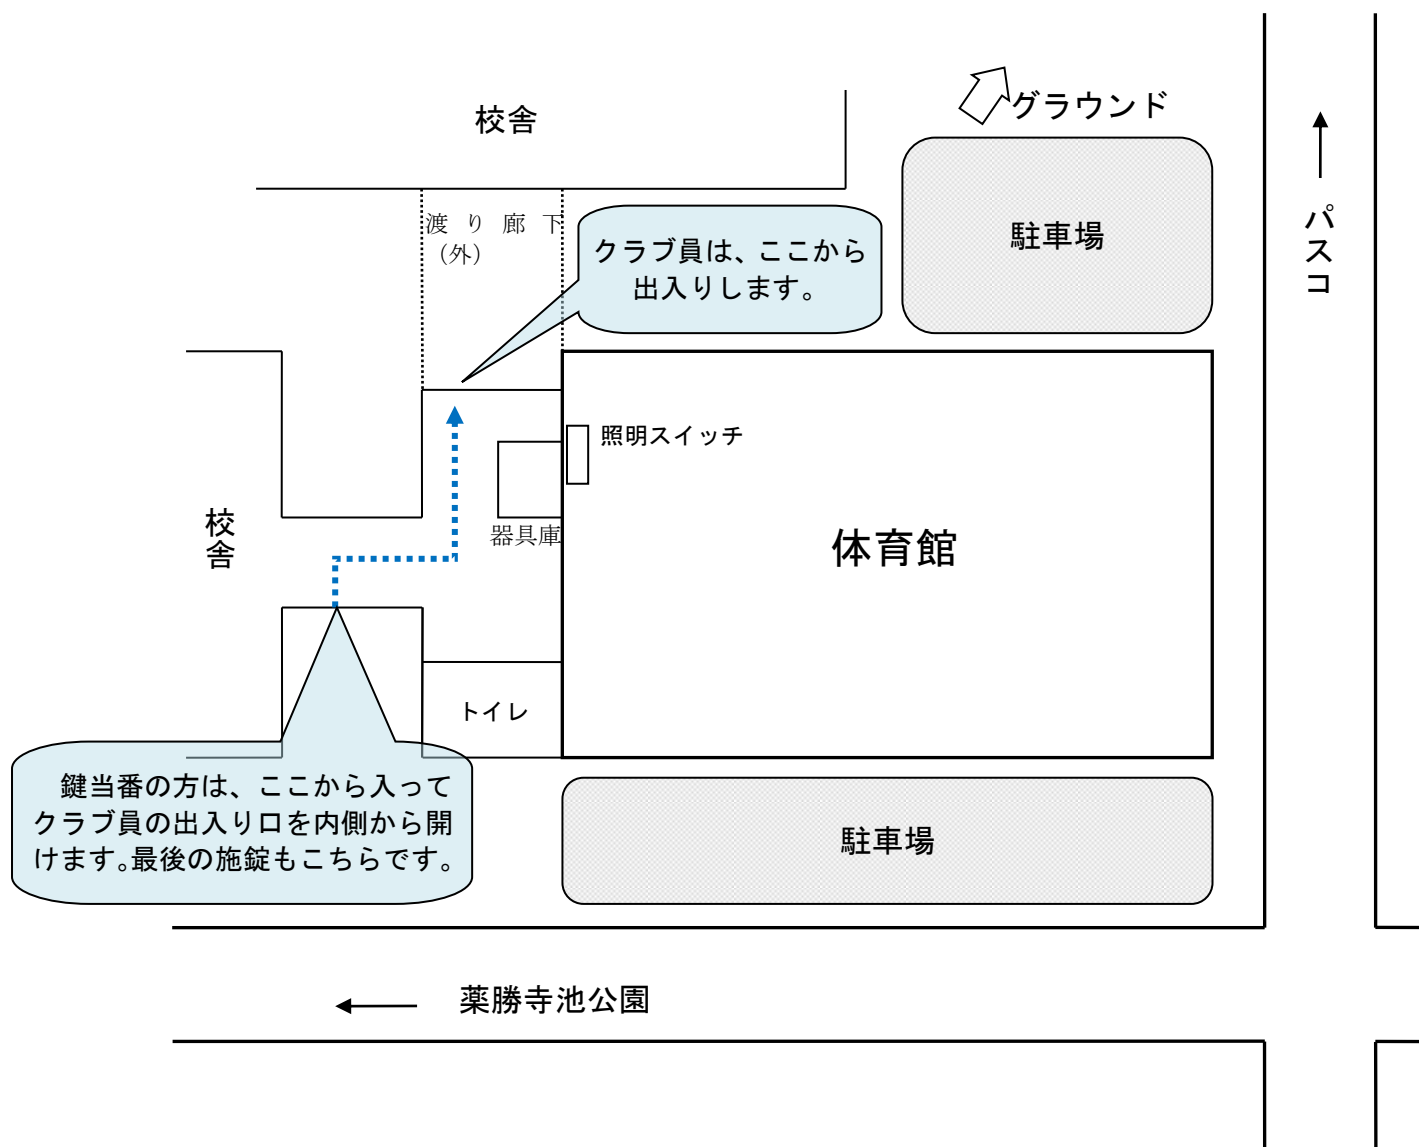 校舎
グラウンド
渡り廊下
（外）
クラブ員は、ここから
出入りします。
駐車場
パスコ
照明スイッチ
校舎
器具庫
体育館
トイレ
鍵当番の方は、ここから入って
クラブ員の出入り口を内側から開
けます。最後の施錠もこちらです。
駐車場
薬勝寺池公園